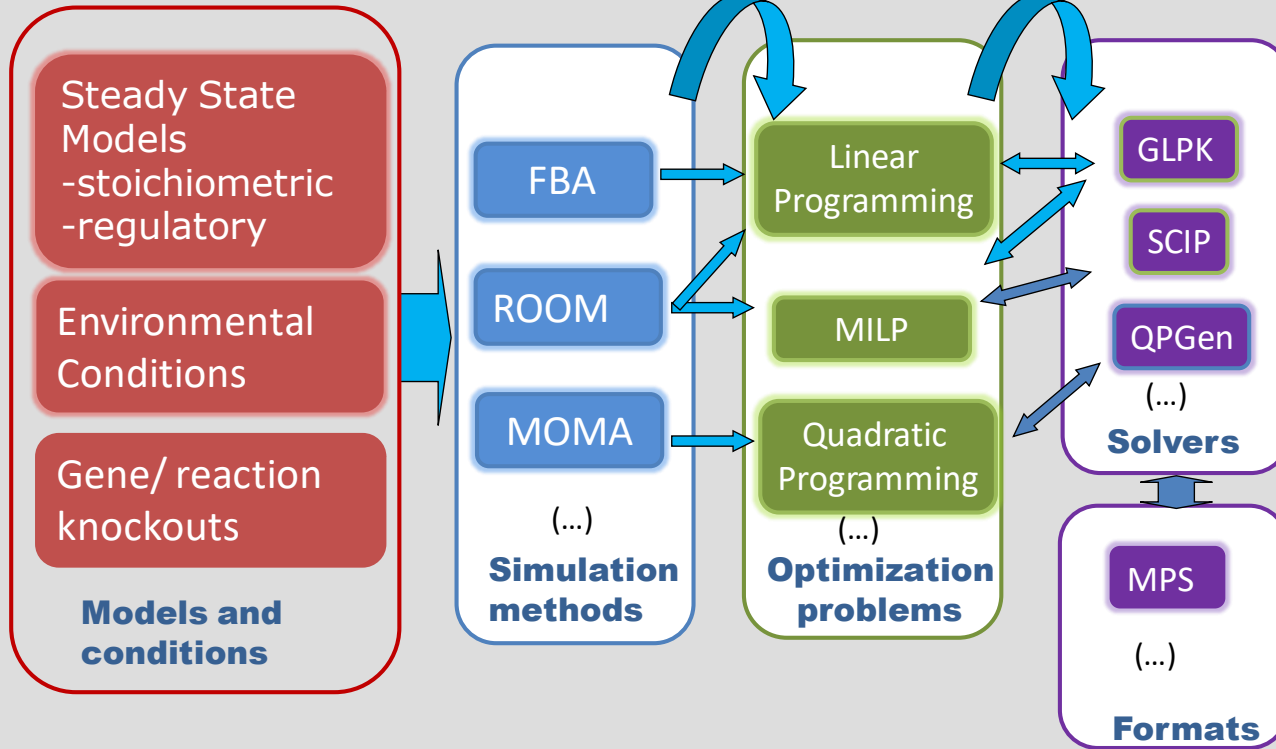 Steady State
Models
-stoichiometric
-regulatory
Environmental
Conditions
Gene/ reaction
knockouts
Models and
conditions
FBA
ROOM
MOMA
(...)
Simulation
methods
Linear
Programming
MILP
Quadratic
Programming
(...)
Optimization
problems
GLPK
SCIP
QPGen
(...)
Solvers
MPS
(...)
Formats